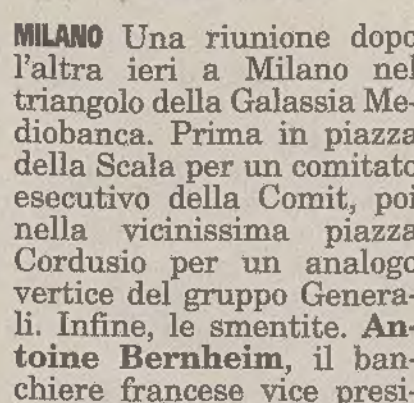 MILANO Una riunione dopo
l'altra ieri a Milano nel
triangolo della Galassia Me-
diobanca. Prima in piazza
della Scala per un comitato
esecutivo della Comit, poi
nella vicinissima piazza
Cordusio per un analogo
vertice del gruppo Genera-
li. Infine, le smentite. An-
toine Bernheim, il ban-
chiere francese vice presi-